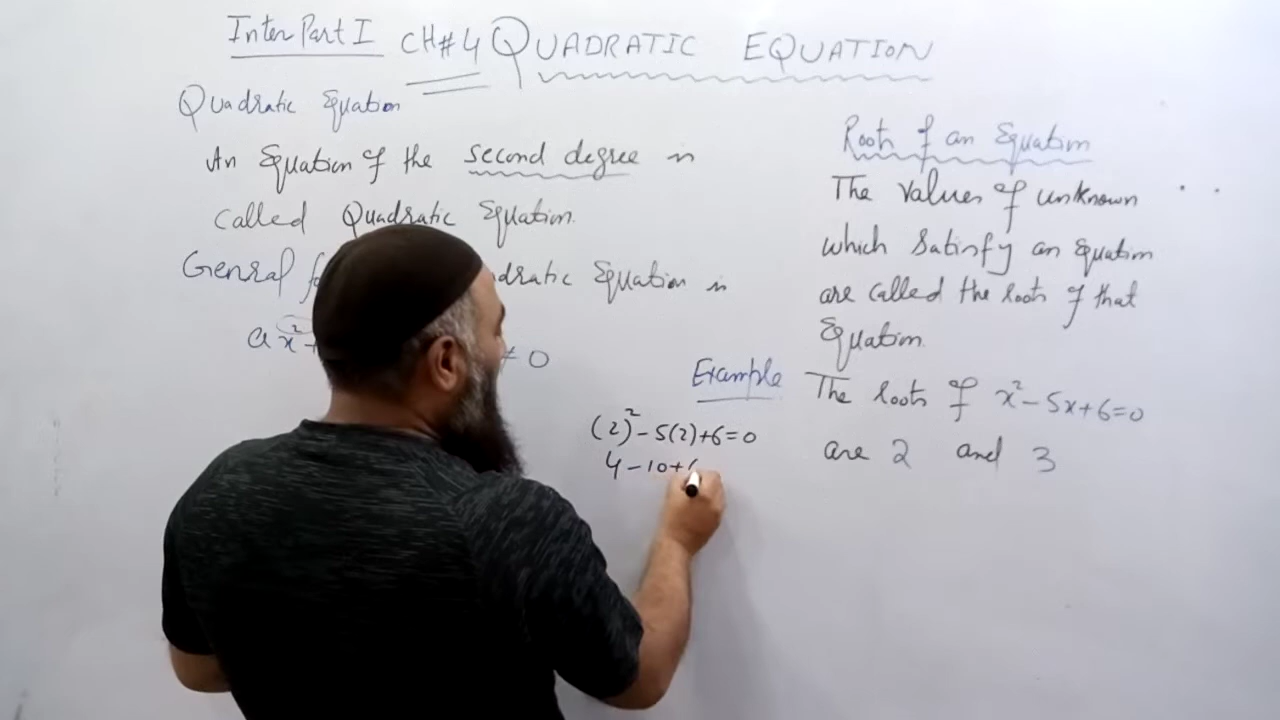 Inter Part I CH#4 QUADRATIC EQUATION
Quadratic Equation
An Equation of the second degree is
called Quadratic Equation.
Genral dratic Equation is
a x² ≠ 0
Roots of an Equation
The values of unknown
which satisfy an Equation
are called the roots of that
Equation.
Example The roots of x²-5x+6=0
are 2 and 3
(2)²-5(2)+6=0
4-10+